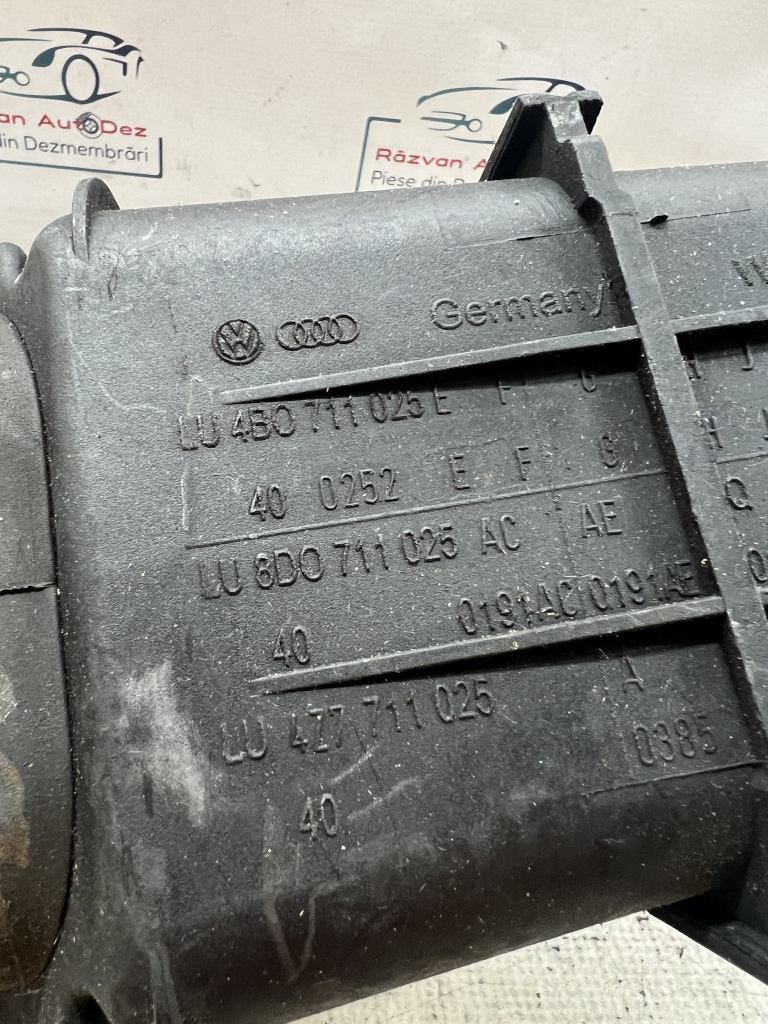 an AutoDez
din Dezmembrări
Răzvan A
Piese din D
Germany W
LU 4B0 711 025 E F G H J
40 0252 E F G H J
LU 8D0 711 025 AC AE Q
40 0191AC 0191AE 0
LU 4Z7 711 025 A
40 0385